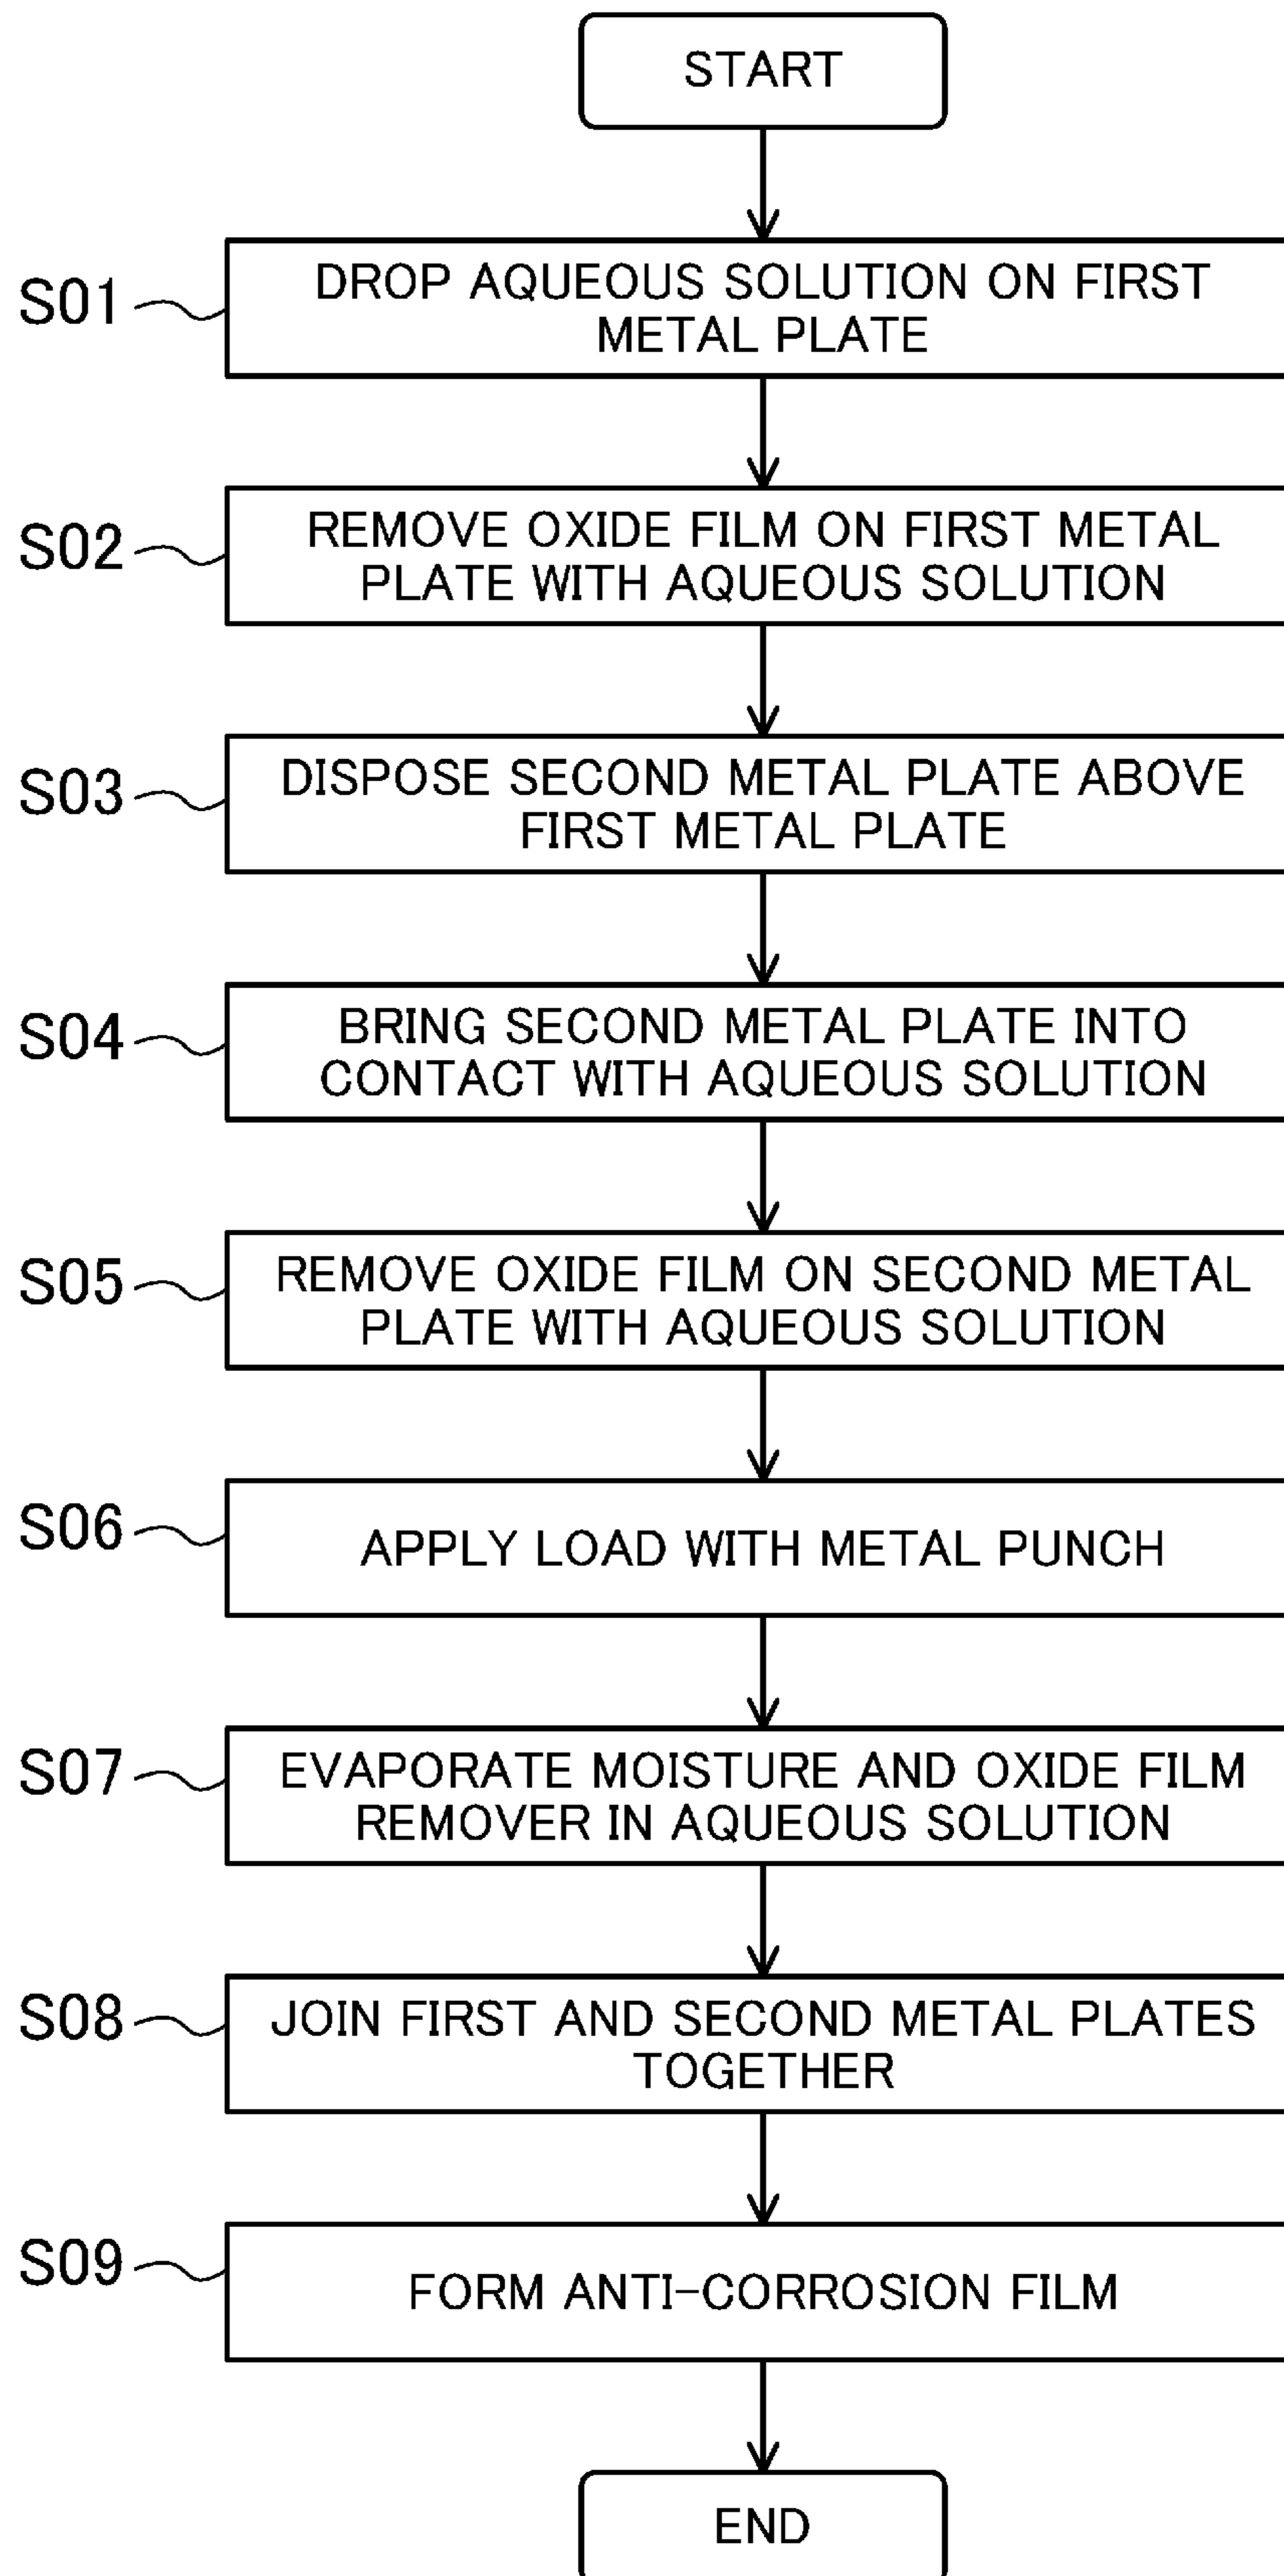 START
S01
DROP AQUEOUS SOLUTION ON FIRST
METAL PLATE
S02
REMOVE OXIDE FILM ON FIRST METAL
PLATE WITH AQUEOUS SOLUTION
S03
DISPOSE SECOND METAL PLATE ABOVE
FIRST METAL PLATE
S04
BRING SECOND METAL PLATE INTO
CONTACT WITH AQUEOUS SOLUTION
S05
REMOVE OXIDE FILM ON SECOND METAL
PLATE WITH AQUEOUS SOLUTION
S06
APPLY LOAD WITH METAL PUNCH
S07
EVAPORATE MOISTURE AND OXIDE FILM
REMOVER IN AQUEOUS SOLUTION
S08
JOIN FIRST AND SECOND METAL PLATES
TOGETHER
S09
FORM ANTI-CORROSION FILM
END